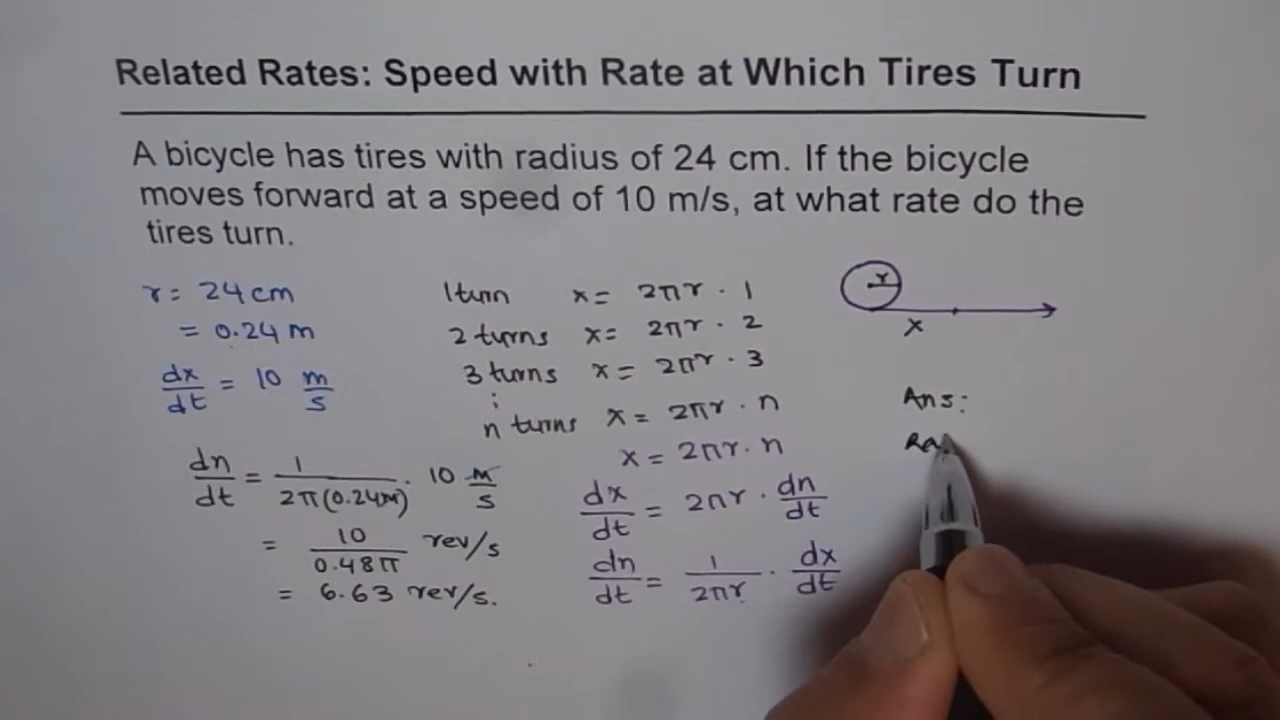 Related Rates: Speed with Rate at Which Tires Turn
A bicycle has tires with radius of 24 cm. If the bicycle
moves forward at a speed of 10 m/s, at what rate do the
tires turn.
r = 24 cm
= 0.24 m
dx/dt = 10 m/s
dn/dt = 1/(2π(0.24m)) · 10 m/s
= 10/0.48π rev/s
= 6.63 rev/s.
1 turn x = 2πr · 1
2 turns x = 2πr · 2
3 turns x = 2πr · 3
⋮
n turns x = 2πr · n
x = 2πr · n
dx/dt = 2πr · dn/dt
dn/dt = 1/2πr · dx/dt
r
x
Ans:
Ra